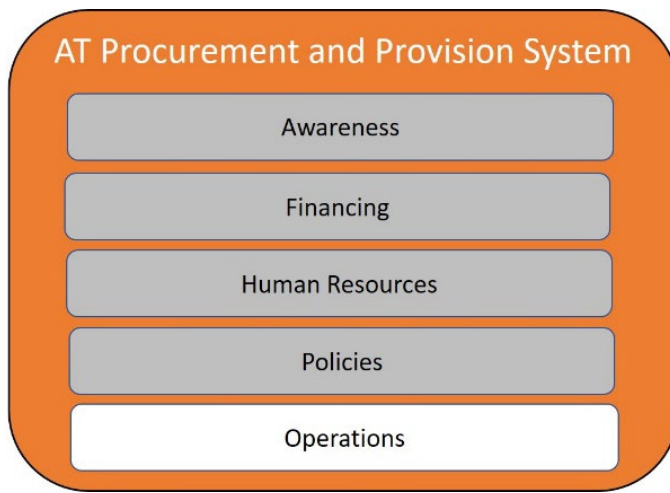 AT Procurement and Provision System
Awareness
Financing
Human Resources
Policies
Operations